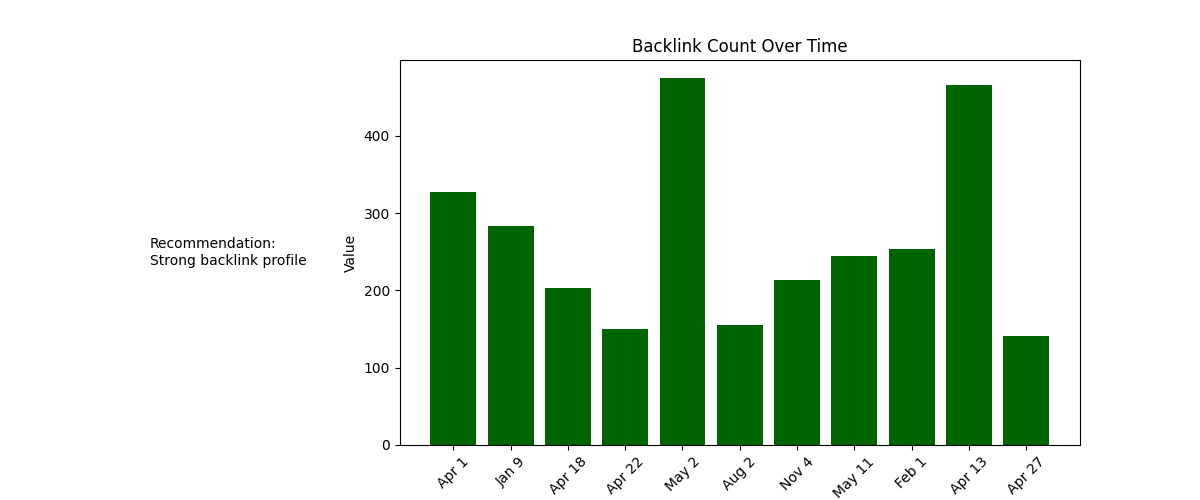 Backlink Count Over Time
Recommendation:
Strong backlink profile
Value
400
300
200
100
0
Apr 1
Jan 9
Apr 18
Apr 22
May 2
Aug 2
Nov 4
May 11
Feb 1
Apr 13
Apr 27